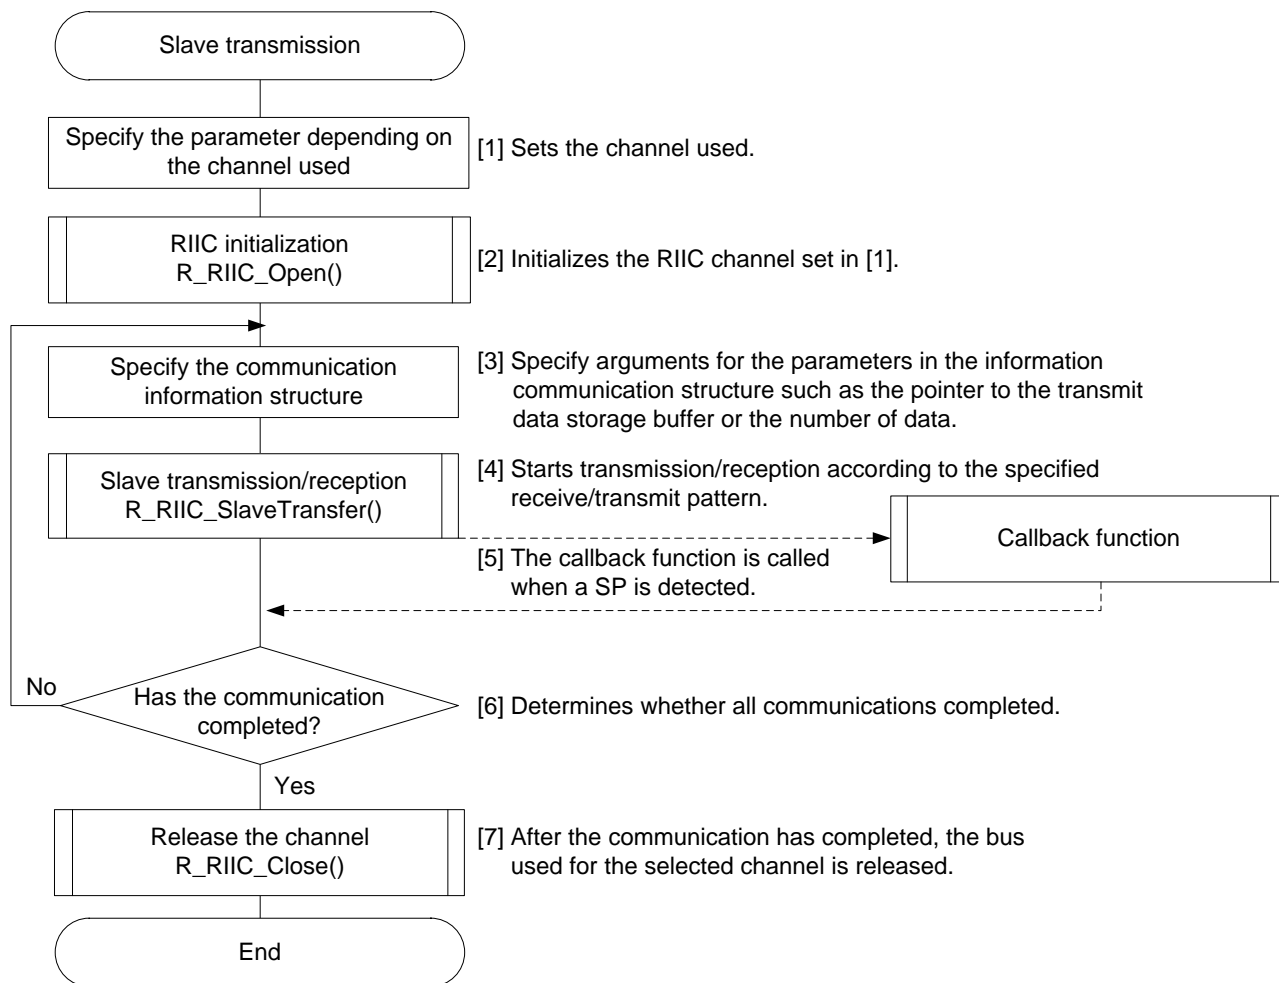 Slave transmission
Specify the parameter depending on
the channel used
[1] Sets the channel used.
RIIC initialization
R_RIIC_Open()
[2] Initializes the RIIC channel set in [1].
Specify the communication
information structure
[3] Specify arguments for the parameters in the information
communication structure such as the pointer to the transmit
data storage buffer or the number of data.
Slave transmission/reception
R_RIIC_SlaveTransfer()
[4] Starts transmission/reception according to the specified
receive/transmit pattern.
Callback function
[5] The callback function is called
when a SP is detected.
No
Has the communication
completed?
[6] Determines whether all communications completed.
Yes
Release the channel
R_RIIC_Close()
[7] After the communication has completed, the bus
used for the selected channel is released.
End